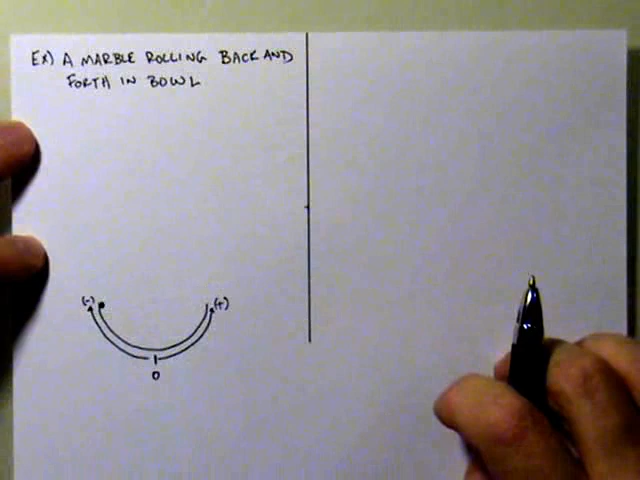 EX) A MARBLE ROLLING BACK AND
FORTH IN BOWL
(-) (+)
0